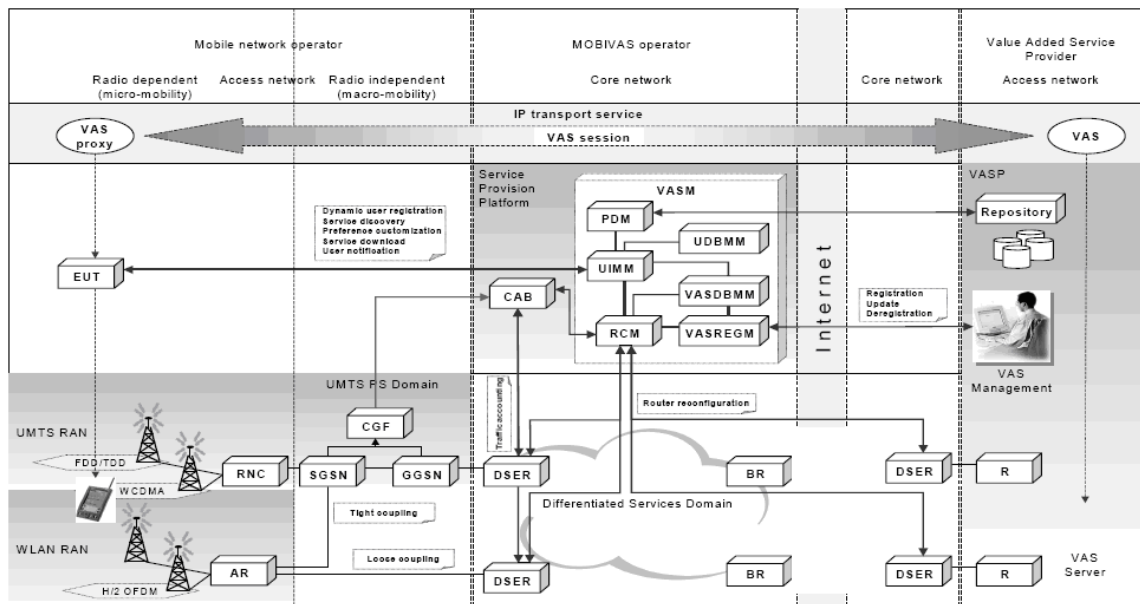 Mobile network operator
MOBIVAS operator
Value Added Service
Provider
Radio dependent
(micro-mobility)
Access network
Radio independent
(macro-mobility)
Core network
Core network
Access network
IP transport service
VAS
proxy
VAS session
VAS
Service
Provision
Platform
VASM
VASP
PDM
Repository
Dynamic user registration
Service discovery
Preference customization
Service download
User notification
UDBMM
EUT
UIMM
CAB
VASDBMM
Registration
Update
Deregistration
RCM
VASREGM
Internet
VAS
Management
UMTS PS Domain
Traffic accounting
Router reconfiguration
CGF
UMTS RAN
FDD/TDD
RNC
SGSN
GGSN
DSER
BR
DSER
R
WCDMA
Tight coupling
Differentiated Services Domain
WLAN RAN
Loose coupling
AR
DSER
BR
DSER
R
VAS
Server
H/2 OFDM